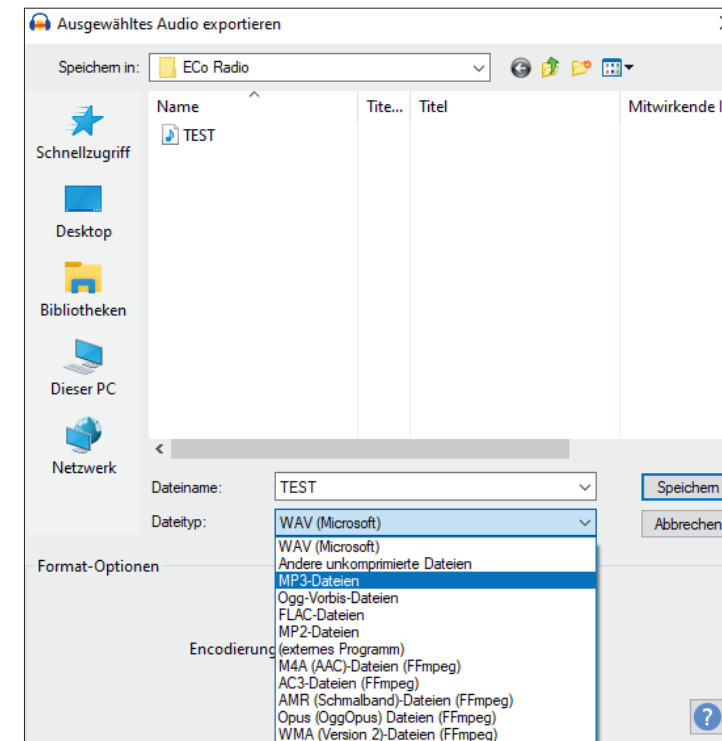 Ausgewähltes Audio exportieren
Speichern in:
ECo Radio
Name
Tite...
Titel
Mitwirkende
TEST
Schnellzugriff
Desktop
Bibliotheken
Dieser PC
Netzwerk
Dateiname:
TEST
Speichern
Dateityp:
WAV (Microsoft)
Abbrechen
WAV (Microsoft)
Andere unkomprimierte Dateien
MP3-Dateien
Ogg-Vorbis-Dateien
FLAC-Dateien
MP2-Dateien
(externes Programm)
M4A (AAC)-Dateien (FFmpeg)
AC3-Dateien (FFmpeg)
AMR (Schmalband)-Dateien (FFmpeg)
Opus (OggOpus) Dateien (FFmpeg)
WMA (Version 2)-Dateien (FFmpeg)
Format-Optionen
Encodierung
?